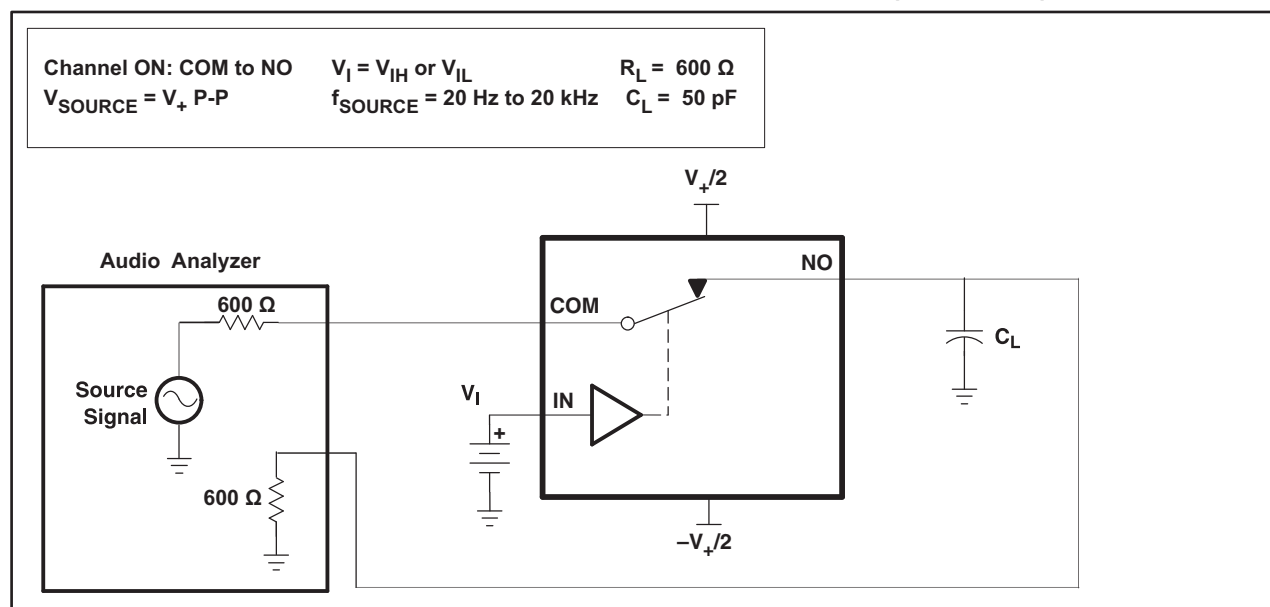 Channel ON: COM to NO V_I = V_IH or V_IL R_L = 600 Ω
V_SOURCE = V_+ P-P f_SOURCE = 20 Hz to 20 kHz C_L = 50 pF
V_+/2
Audio Analyzer
NO
600 Ω
COM
C_L
Source
Signal
V_I
IN
+
600 Ω
–V_+/2